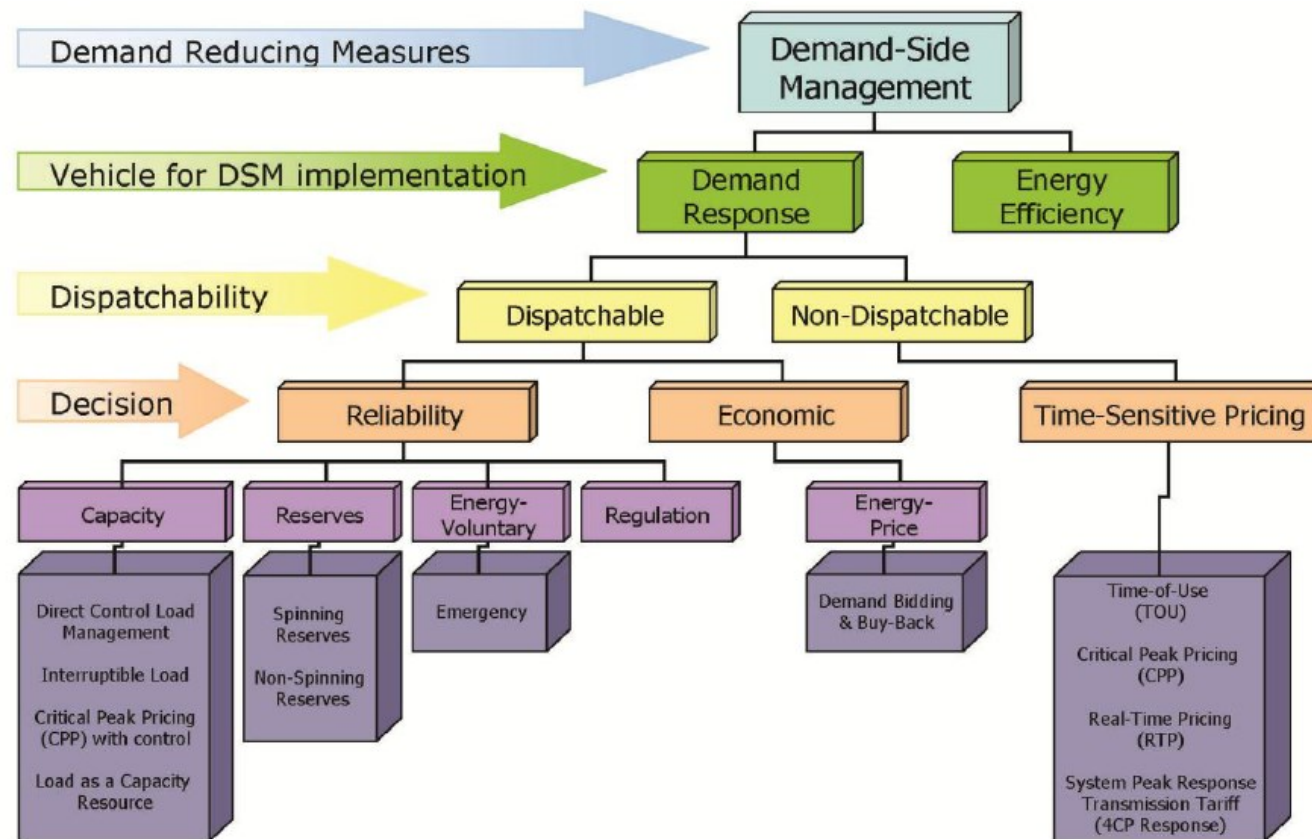 Demand Reducing Measures
Demand-Side
Management
Vehicle for DSM implementation
Demand
Response
Energy
Efficiency
Dispatchability
Dispatchable
Non-Dispatchable
Decision
Reliability
Economic
Time-Sensitive Pricing
Capacity
Reserves
Energy-
Voluntary
Regulation
Energy-
Price
Direct Control Load
Management
Interruptible Load
Critical Peak Pricing
(CPP) with control
Load as a Capacity
Resource
Spinning
Reserves
Non-Spinning
Reserves
Emergency
Demand Bidding
& Buy-Back
Time-of-Use
(TOU)
Critical Peak Pricing
(CPP)
Real-Time Pricing
(RTP)
System Peak Response
Transmission Tariff
(4CP Response)